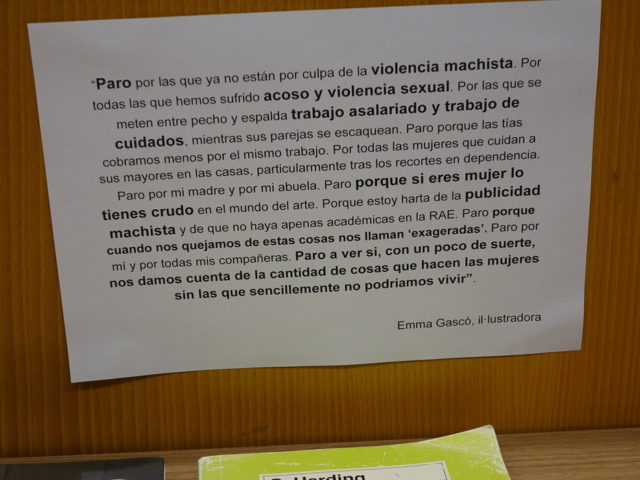 “Paro por las que ya no están por culpa de la violencia machista. Por
todas las que hemos sufrido acoso y violencia sexual. Por las que se
meten entre pecho y espalda trabajo asalariado y trabajo de
cuidados, mientras sus parejas se escaquean. Paro porque las tías
cobramos menos por el mismo trabajo. Por todas las mujeres que cuidan a
sus mayores en las casas, particularmente tras los recortes en dependencia.
Paro por mi madre y por mi abuela. Paro porque si eres mujer lo
tienes crudo en el mundo del arte. Porque estoy harta de la publicidad
machista y de que no haya apenas académicas en la RAE. Paro porque
cuando nos quejamos de estas cosas nos llaman ‘exageradas’. Paro por
mí y por todas mis compañeras. Paro a ver si, con un poco de suerte,
nos damos cuenta de la cantidad de cosas que hacen las mujeres
sin las que sencillemente no podríamos vivir”.
Emma Gascó, il·lustradora
Harding